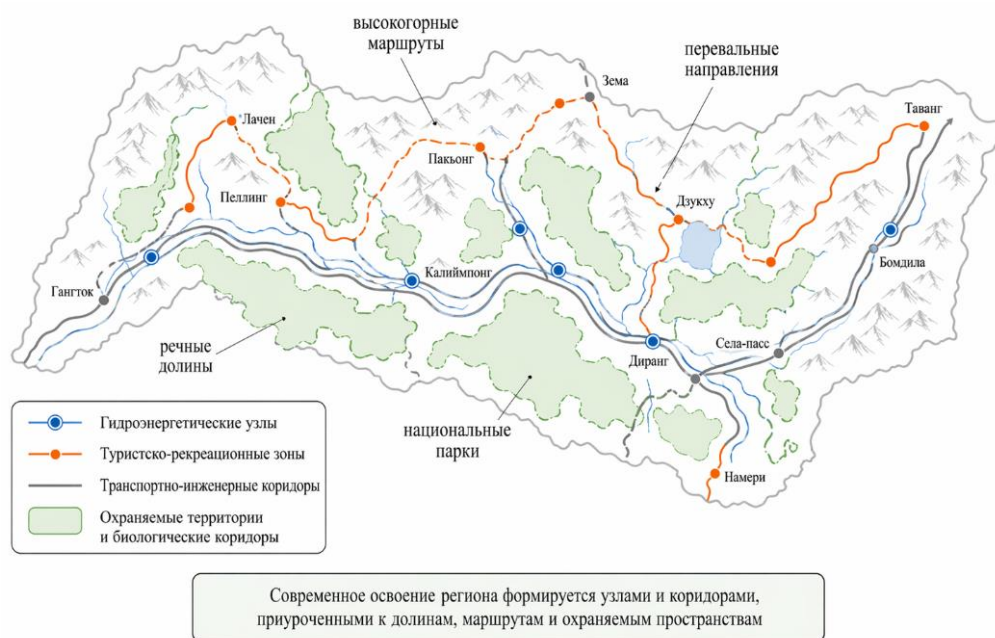 высокогорные
маршруты
перевальные
направления
Зема
Таванг
Лачен
Пакьонг
Пеллинг
Дзукху
Калиймпонг
Бомдила
Гангток
Села-пасс
Диранг
речные
долины
национальные
парки
Намери
Гидроэнергетические узлы
Туристско-рекреационные зоны
Транспортно-инженерные коридоры
Охраняемые территории
и биологические коридоры
Современное освоение региона формируется узлами и коридорами,
приуроченными к долинам, маршрутам и охраняемым пространствам